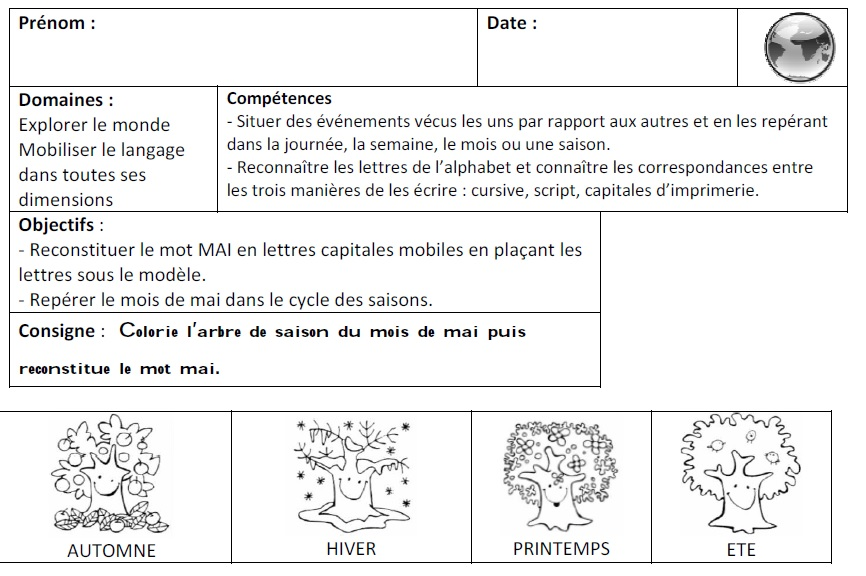 Prénom :
Date :
Domaines :
Explorer le monde
Mobiliser le langage
dans toutes ses
dimensions
Compétences
- Situer des événements vécus les uns par rapport aux autres et en les repérant
dans la journée, la semaine, le mois ou une saison.
- Reconnaître les lettres de l’alphabet et connaître les correspondances entre
les trois manières de les écrire : cursive, script, capitales d’imprimerie.
Objectifs :
- Reconstituer le mot MAI en lettres capitales mobiles en plaçant les
lettres sous le modèle.
- Repérer le mois de mai dans le cycle des saisons.
Consigne : Colorie l’arbre de saison du mois de mai puis
reconstitue le mot mai.
AUTOMNE
HIVER
PRINTEMPS
ETE